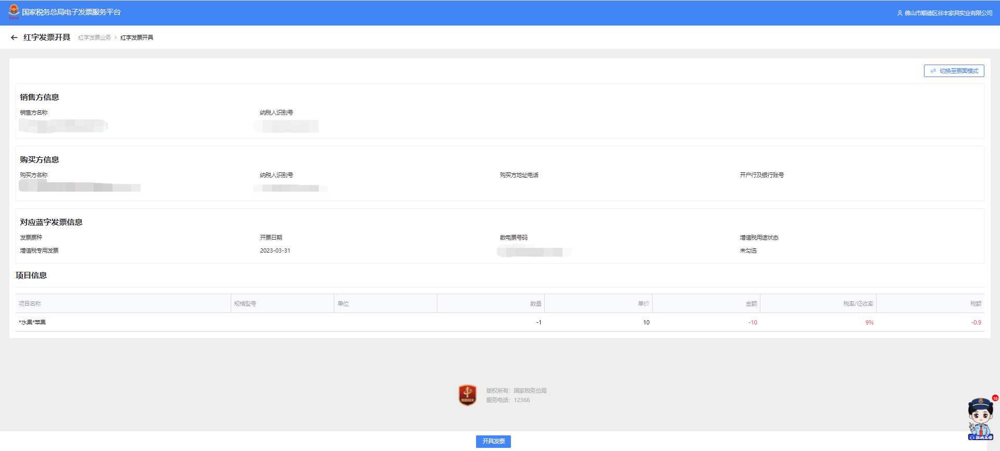 国家税务总局电子发票服务平台
佛山市顺德区谷丰家具实业有限公司
红字发票开具 红字发票业务 > 红字发票开具
切换至票面模式
销售方信息
销售方名称 纳税人识别号
购买方信息
购买方名称 纳税人识别号 购买方地址电话 开户行及银行账号
对应蓝字发票信息
发票票种 开票日期 数电票号码 增值税用途状态
增值税专用发票 2023-03-31 未勾选
项目信息
项目名称 规格型号 单位 数量 单价 金额 税率/征收率 税额
*水果*苹果 -1 10 -10 9% -0.9
版权所有：国家税务总局
服务电话：12366
10
开具发票